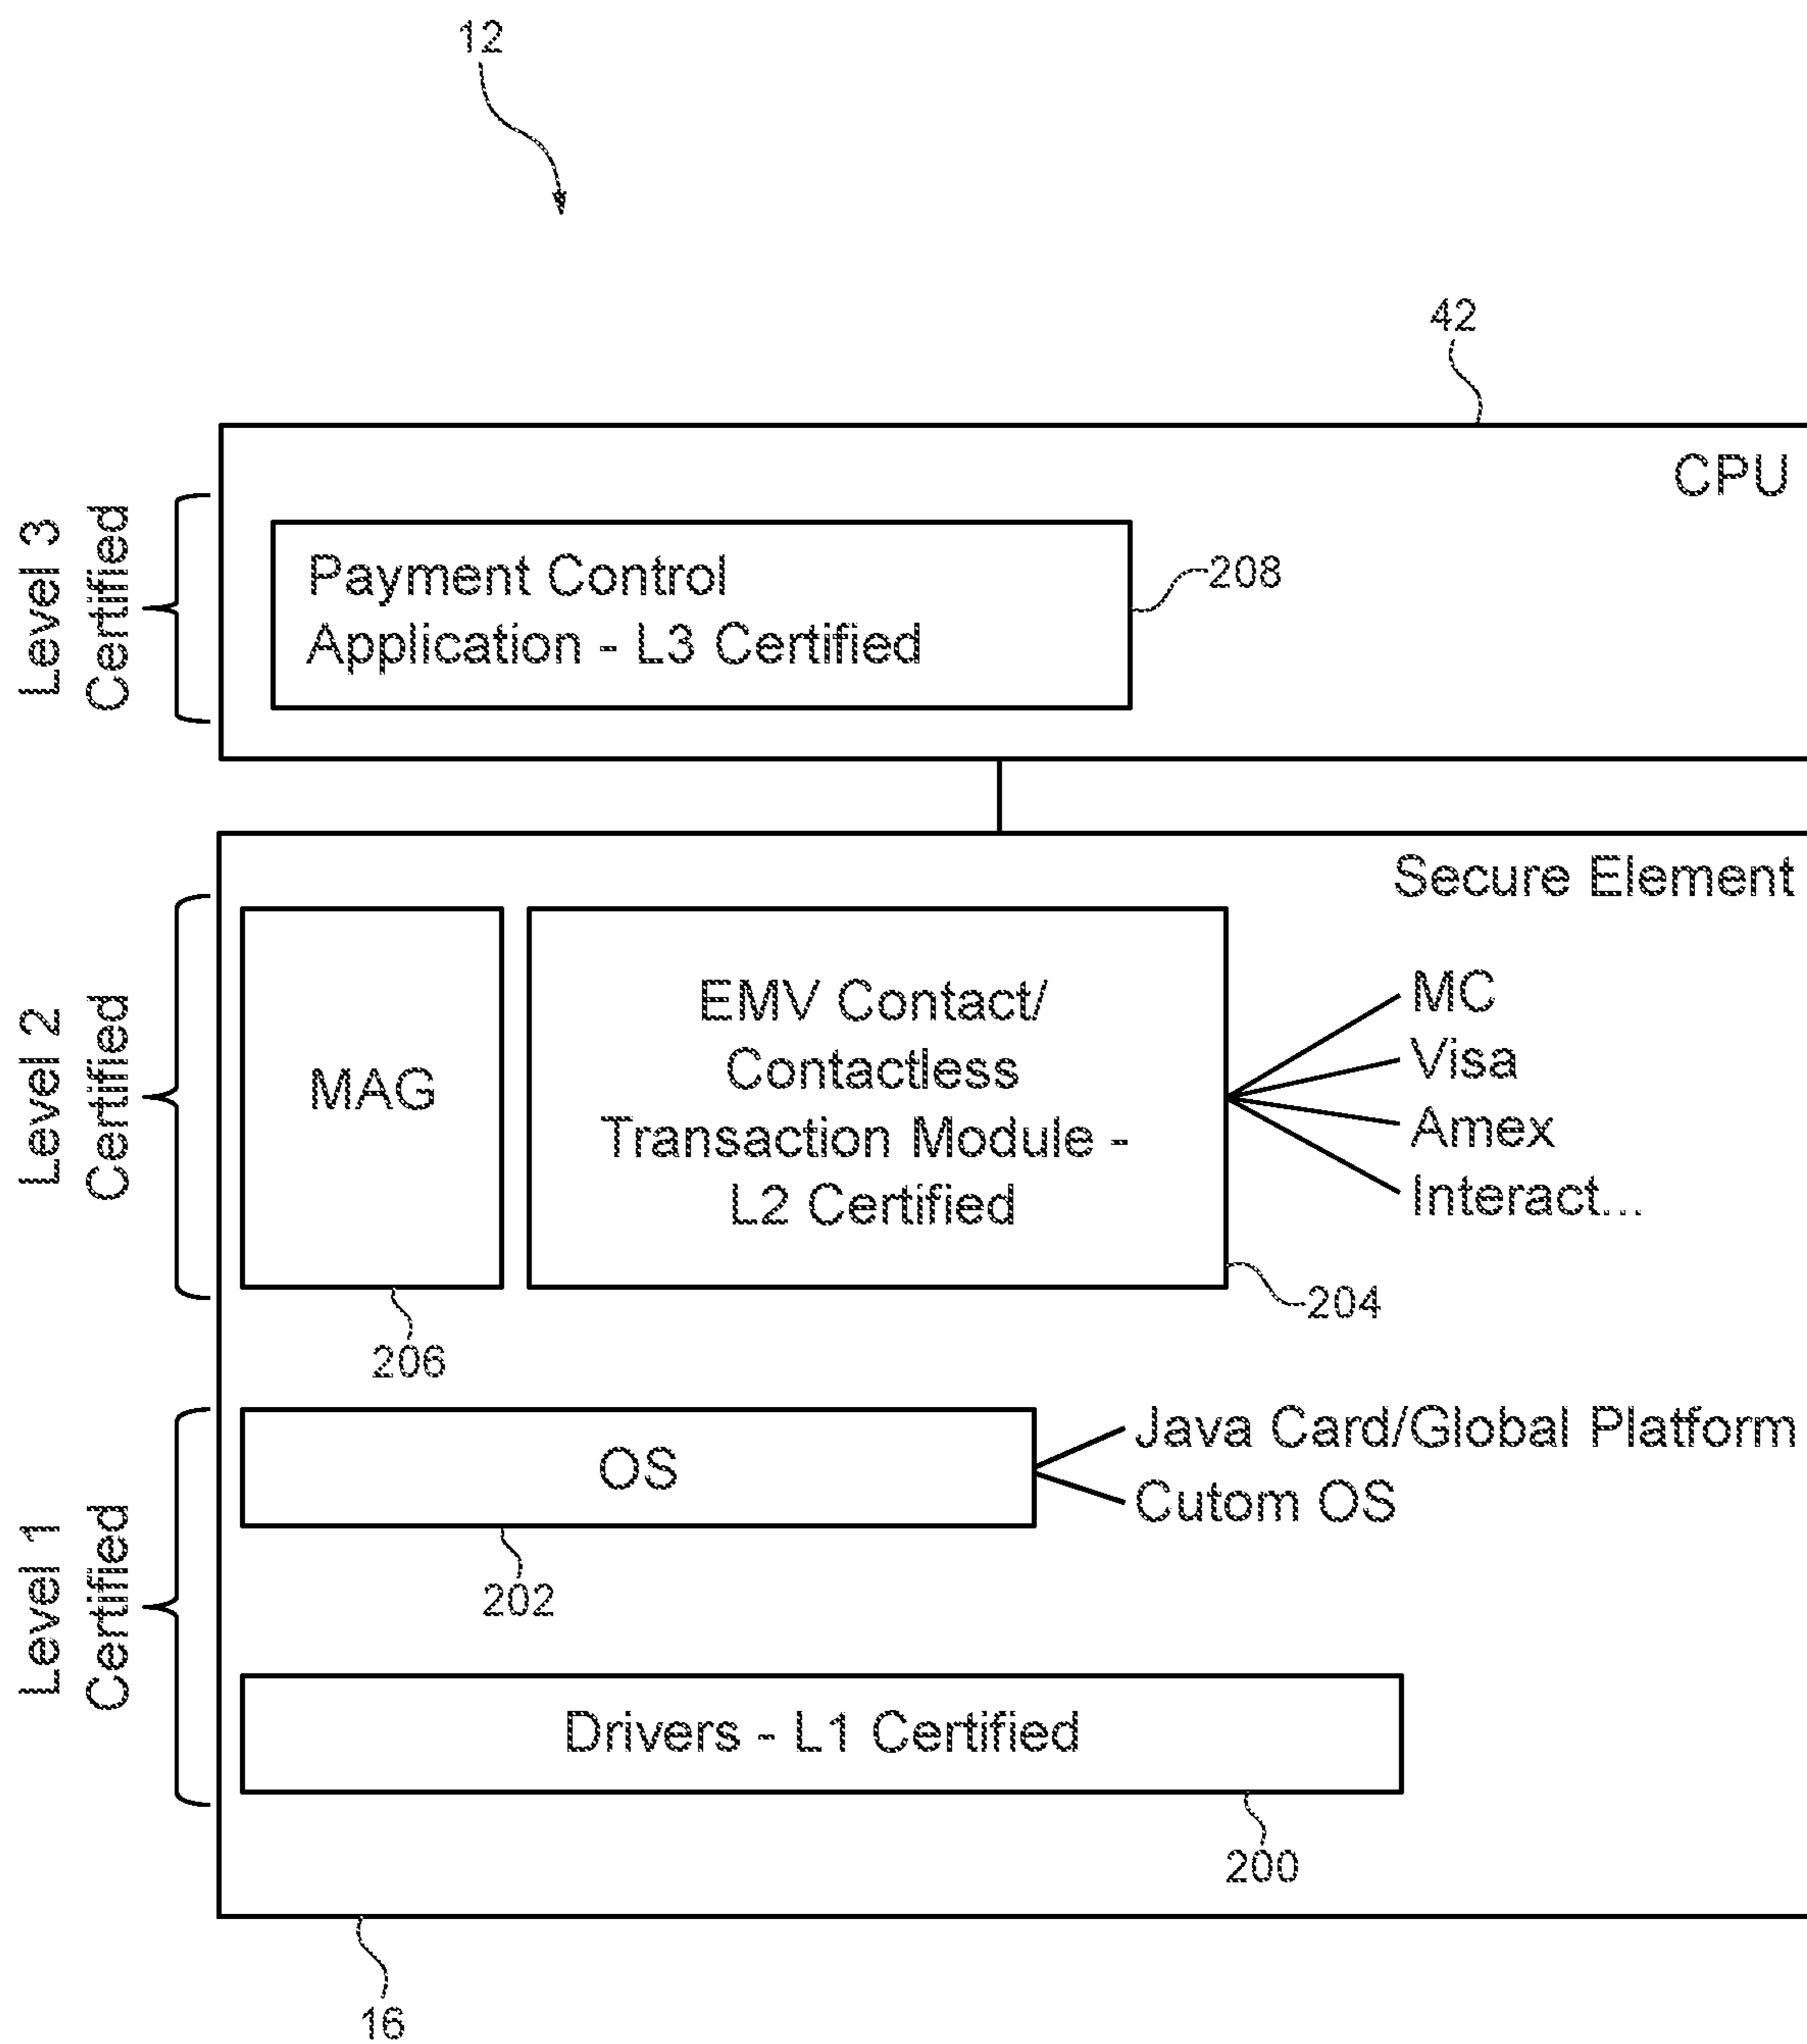 12
42
CPU
Level 3
Certified
Payment Control
Application - L3 Certified
208
Secure Element
Level 2
Certified
MAG
EMV Contact/
Contactless
Transaction Module -
L2 Certified
MC
Visa
Amex
Interact...
204
206
Level 1
Certified
OS
Java Card/Global Platform
Cutom OS
202
Drivers - L1 Certified
200
16